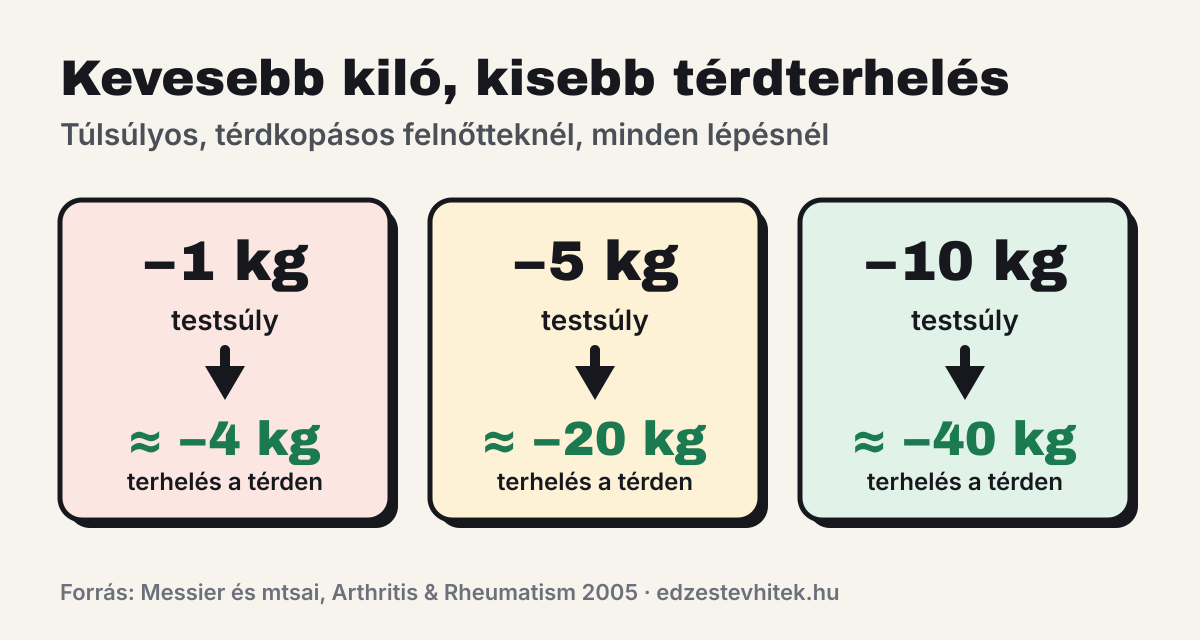 Kevesebb kiló, kisebb térdterhelés
Túlsúlyos, térdkopásos felnőtteknél, minden lépésnél
–1 kg
testsúly
≈ –4 kg
terhelés a térden
–5 kg
testsúly
≈ –20 kg
terhelés a térden
–10 kg
testsúly
≈ –40 kg
terhelés a térden
Forrás: Messier és mtsai, Arthritis & Rheumatism 2005 · edzestevhitek.hu